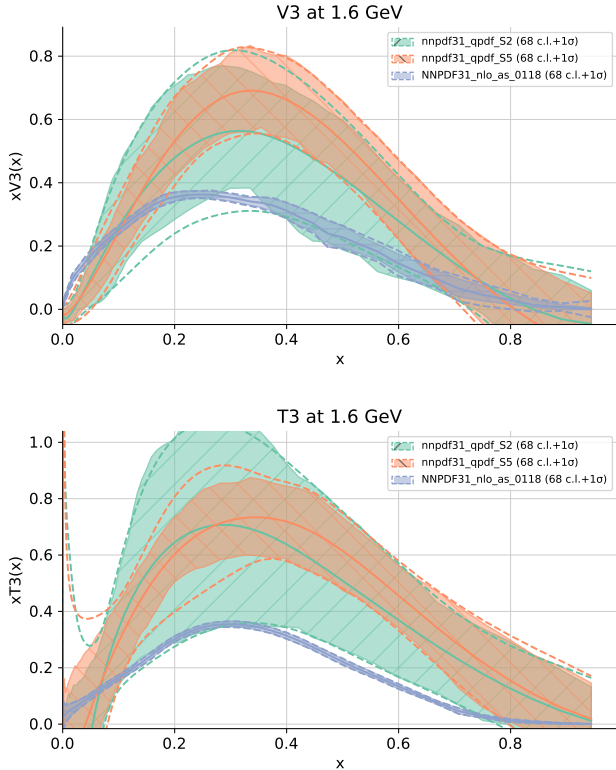 V3 at 1.6 GeV
nnpdf31_qpdf_S2 (68 c.l.+1σ)
nnpdf31_qpdf_S5 (68 c.l.+1σ)
NNPDF31_nlo_as_0118 (68 c.l.+1σ)
xV3(x)
0.8
0.6
0.4
0.2
0.0
0.0 0.2 0.4 0.6 0.8
x
T3 at 1.6 GeV
nnpdf31_qpdf_S2 (68 c.l.+1σ)
nnpdf31_qpdf_S5 (68 c.l.+1σ)
NNPDF31_nlo_as_0118 (68 c.l.+1σ)
xT3(x)
1.0
0.8
0.6
0.4
0.2
0.0
0.0 0.2 0.4 0.6 0.8
x